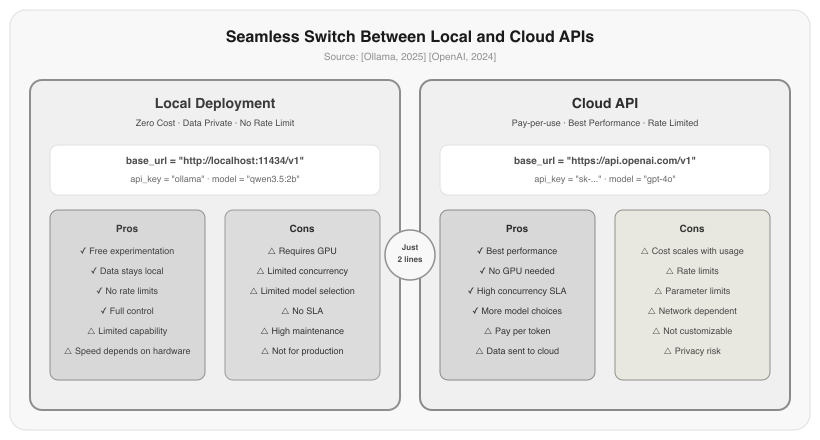 Seamless Switch Between Local and Cloud APIs
Source: [Ollama, 2025] [OpenAI, 2024]
Local Deployment
Zero Cost · Data Private · No Rate Limit
base_url = "http://localhost:11434/v1"
api_key = "ollama" · model = "qwen3.5:2b"
Pros
✓ Free experimentation
✓ Data stays local
✓ No rate limits
✓ Full control
△ Limited capability
△ Speed depends on hardware
Cons
△ Requires GPU
△ Limited concurrency
△ Limited model selection
△ No SLA
△ High maintenance
△ Not for production
Just
2 lines
Cloud API
Pay-per-use · Best Performance · Rate Limited
base_url = "https://api.openai.com/v1"
api_key = "sk-..." · model = "gpt-4o"
Pros
✓ Best performance
✓ No GPU needed
✓ High concurrency SLA
✓ More model choices
△ Pay per token
△ Data sent to cloud
Cons
△ Cost scales with usage
△ Rate limits
△ Parameter limits
△ Network dependent
△ Not customizable
△ Privacy risk